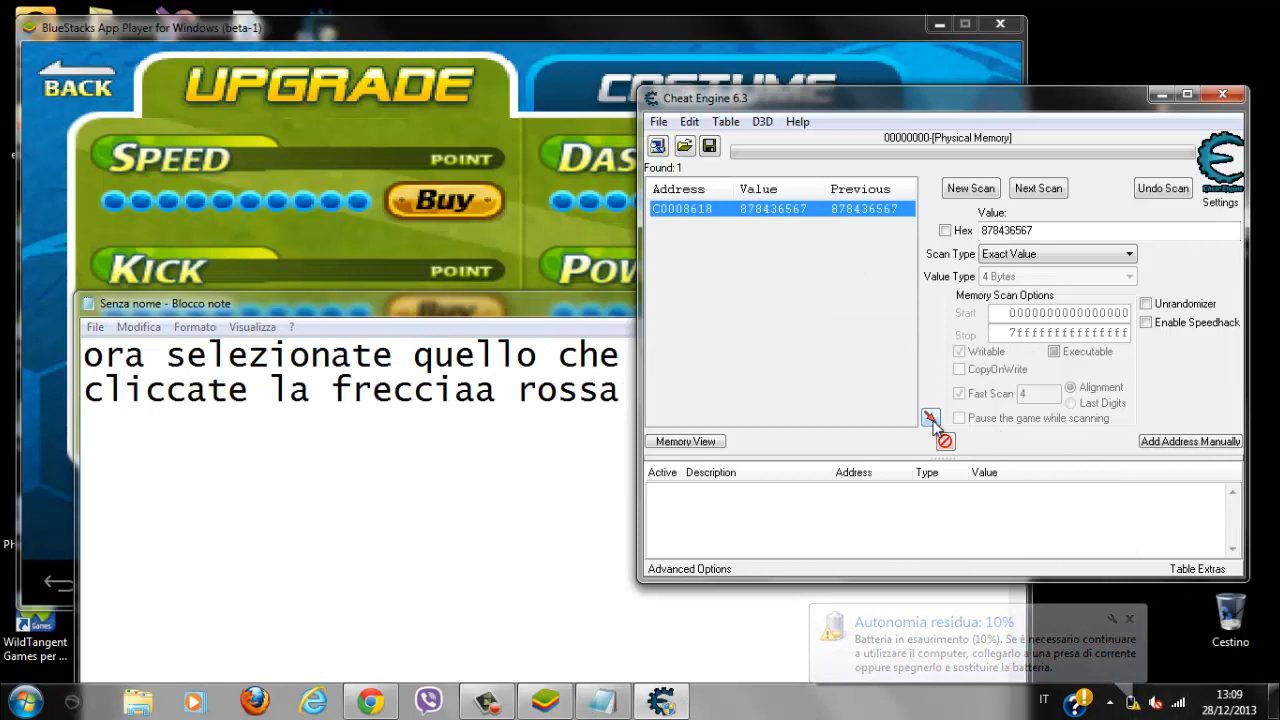 BlueStacks App Player for Windows (beta-1)
BACK
UPGRADE
COSTUME
SPEED
POINT
Buy
DAS
KICK
POINT
POW
Senza nome - Blocco note
File Modifica Formato Visualizza ?
ora selezionate quello che
cliccate la frecciaa rossa
Cheat Engine 6.3
File Edit Table D3D Help
00000000-[Physical Memory]
Found: 1
Address Value Previous
C0008618 878436567 878436567
New Scan Next Scan Undo Scan
Cheat Engine
Settings
Value:
Hex 878436567
Scan Type Exact Value
Value Type 4 Bytes
Memory Scan Options
Start 0000000000000000
Stop 7fffffffffffffff
Writable Executable
CopyOnWrite
Fast Scan 4 Alignment
Last Digits
Pause the game while scanning
Unrandomizer
Enable Speedhack
Memory View
Add Address Manually
Active Description Address Type Value
Advanced Options
Table Extras
Autonomia residua: 10%
Batteria in esaurimento (10%). Se è necessario continuare
a utilizzare il computer, collegarlo a una presa di corrente
oppure spegnerlo e sostituire la batteria.
Ph
Games
WildTangent
Games per ...
Cestino
IT
13:09
28/12/2013